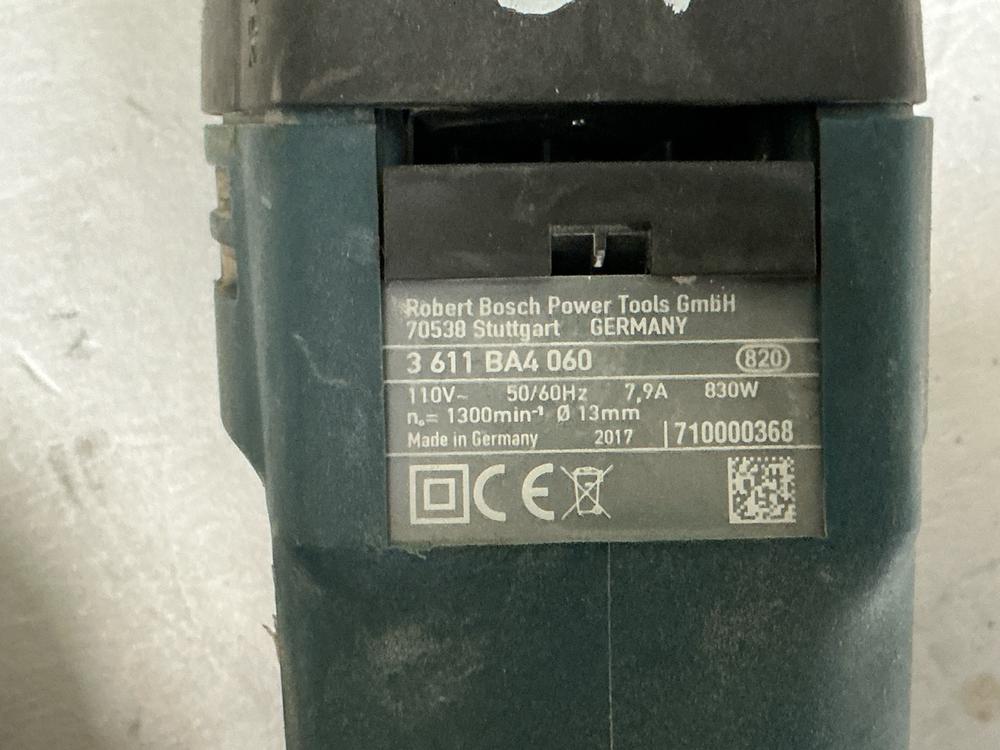 Robert Bosch Power Tools GmbH
70538 Stuttgart GERMANY
3 611 BA4 060 820
110V~ 50/60Hz 7,9A 830W
n₀= 1300min⁻¹ Ø 13mm
Made in Germany 2017 710000368
CE